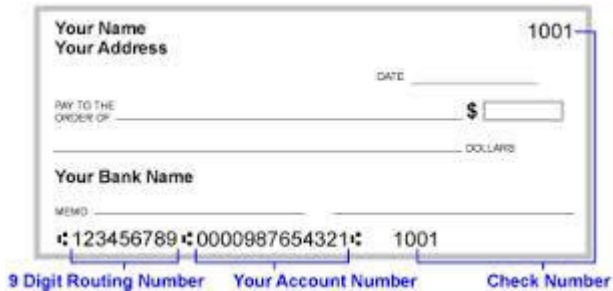 Your Name 1001
Your Address
DATE
PAY TO THE
ORDER OF $
DOLLARS
Your Bank Name
MEMO
⑆123456789⑆0000987654321⑆ 1001
9 Digit Routing Number Your Account Number Check Number